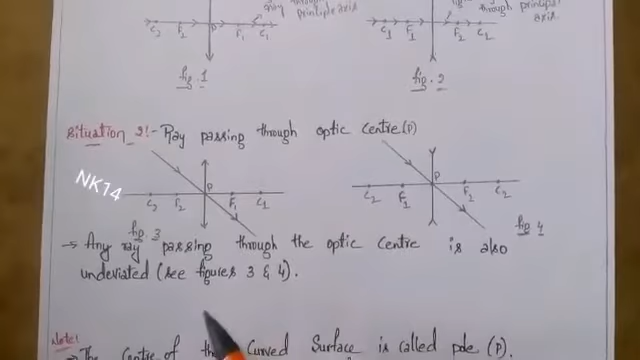 ray through principle axis
through principal axis
C2 F2 P F1 C1
C1 F1 F2 C1
fig. 1
fig. 2
Situation 2:- Ray passing through optic centre(P)
NK14
P
C2 F2 F1 C1
P
C2 F1 F2 C2
fig. 3
fig 4
→ Any ray passing through the optic centre is also
undeviated (see figures 3 & 4).
Note:
→ The Centre of the Curved Surface is called pole (P).